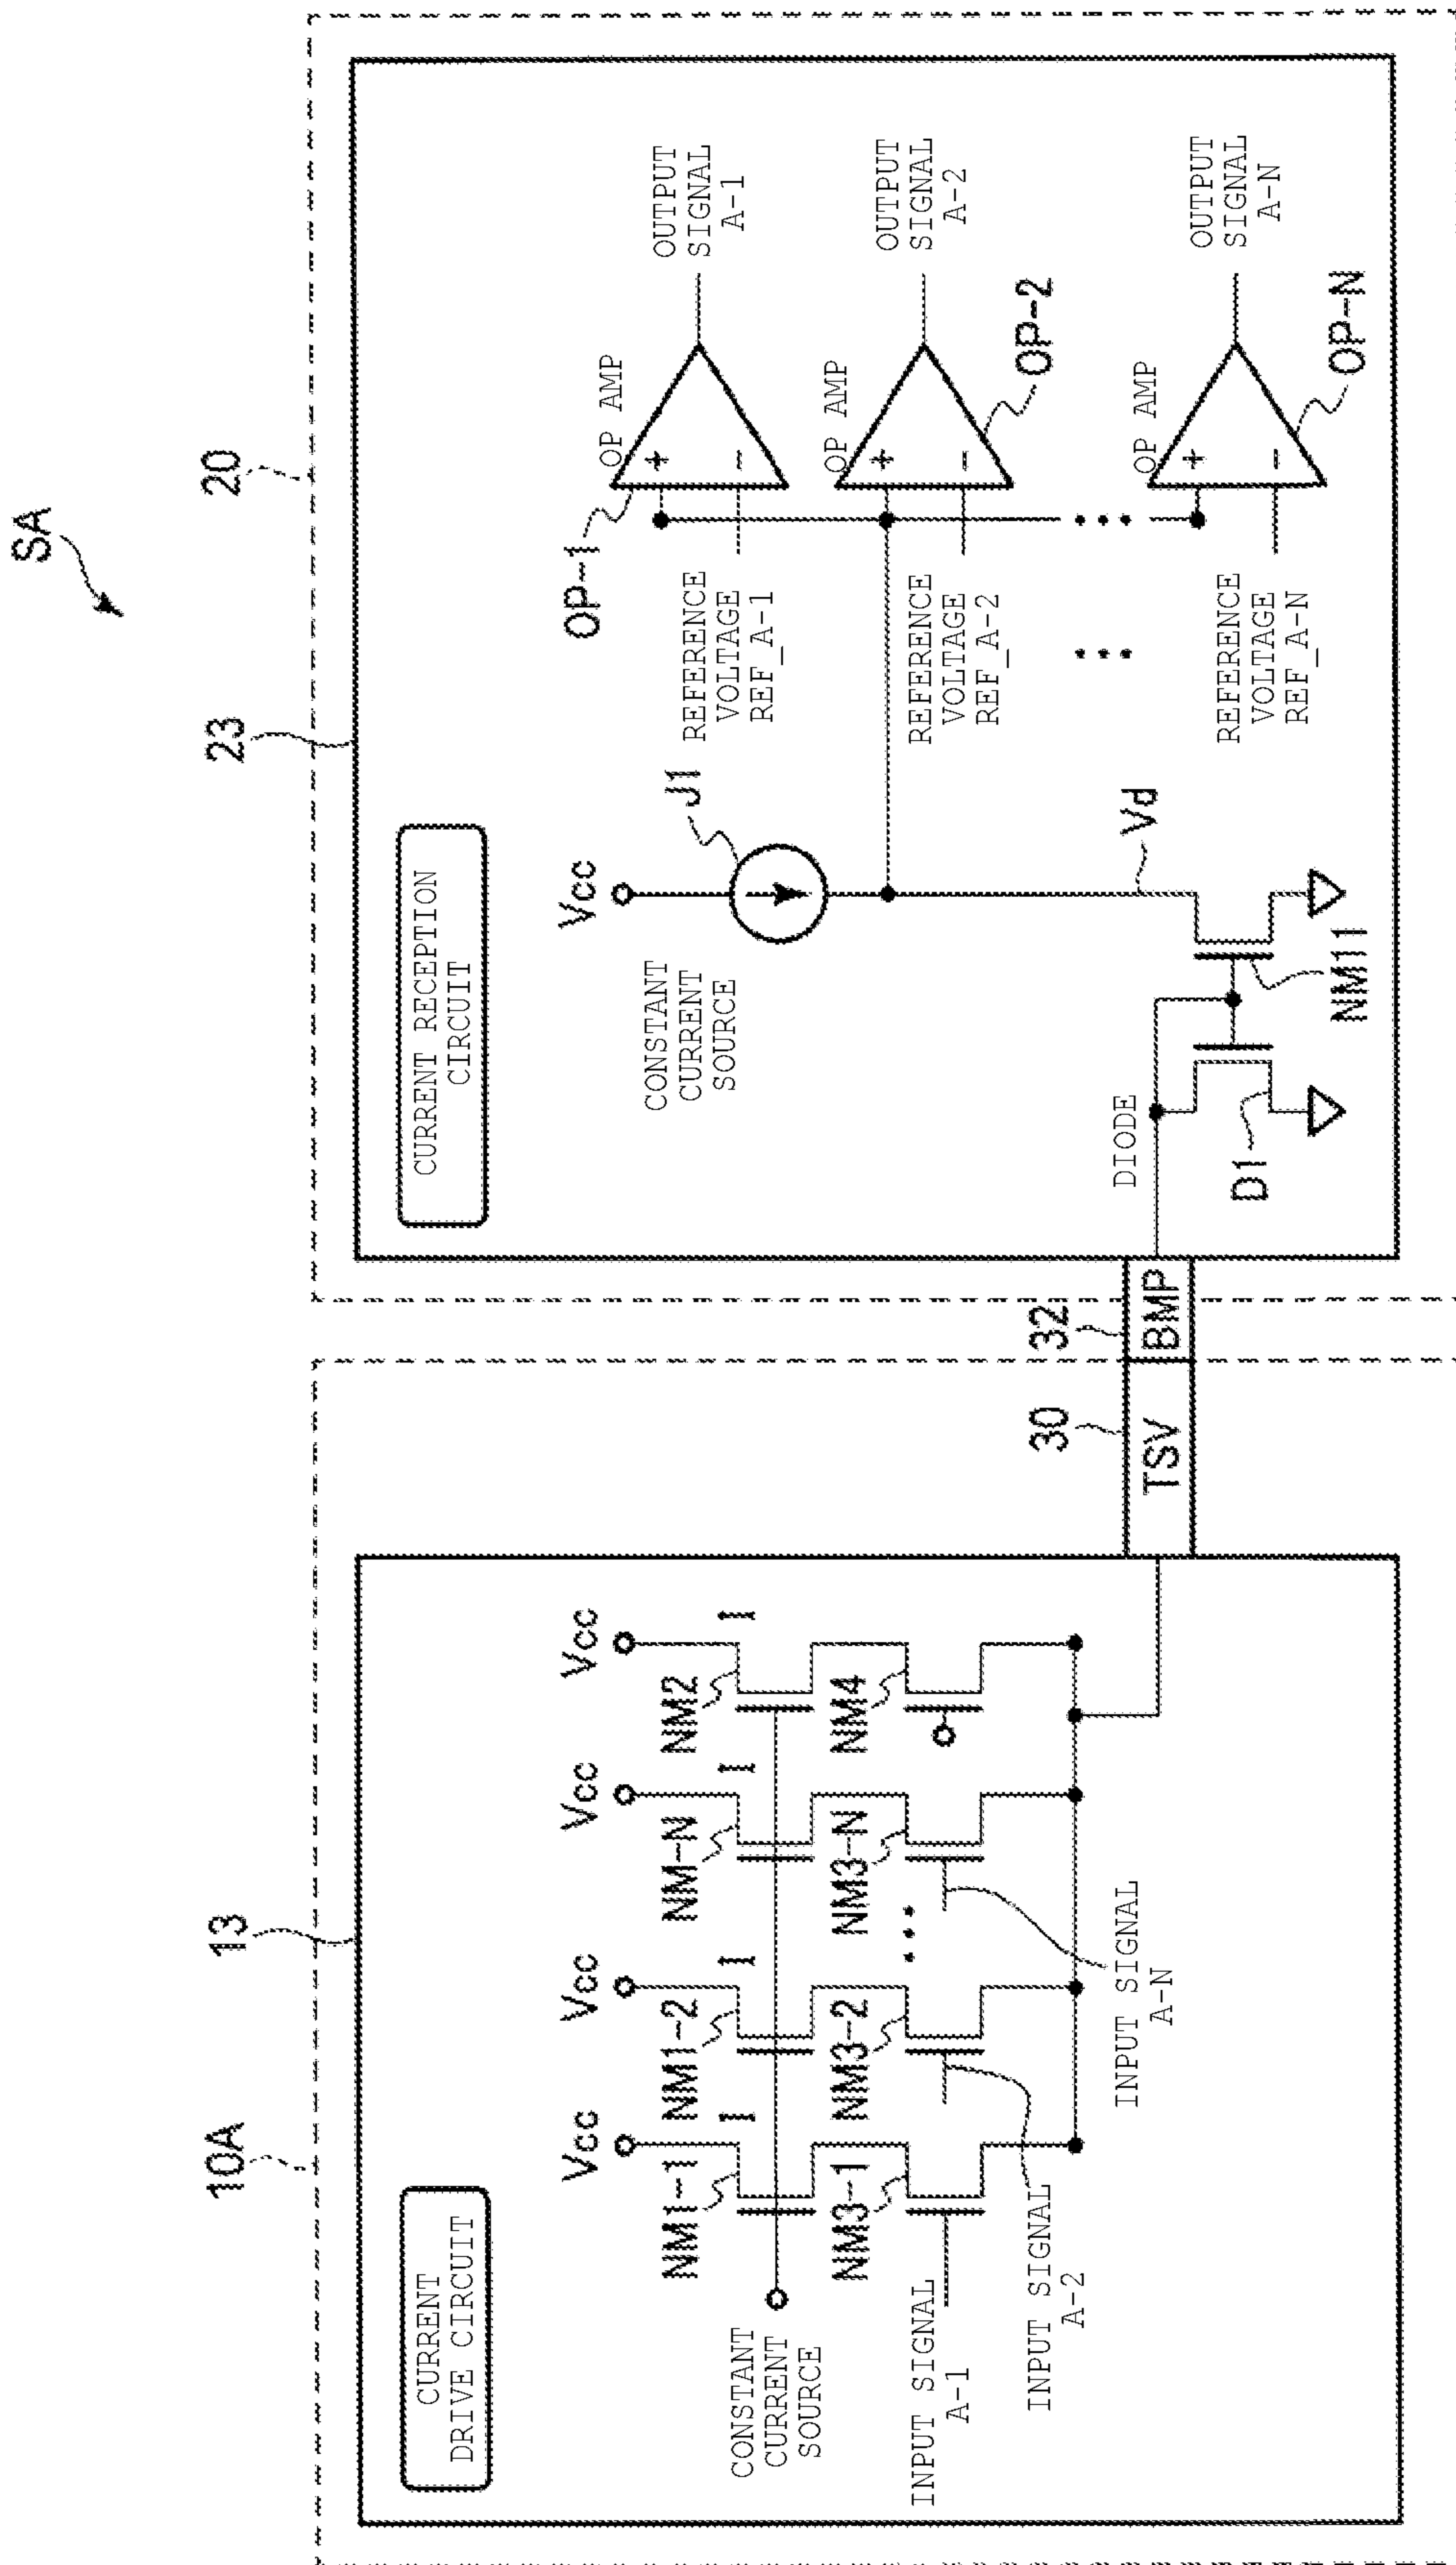 SA
10A
13
CURRENT
DRIVE CIRCUIT
Vcc
Vcc
Vcc
Vcc
NM1-1
I
NM1-2
I
NM-N
I
NM2
I
CONSTANT
CURRENT
SOURCE
NM3-1
NM3-2
...
NM3-N
NM4
INPUT SIGNAL
A-1
INPUT SIGNAL
A-2
INPUT SIGNAL
A-N
30
TSV
32
BMP
20
23
CURRENT RECEPTION
CIRCUIT
Vcc
CONSTANT
CURRENT
SOURCE
J1
DIODE
D1
NM11
Vd
OP-1
OP AMP
+
-
REFERENCE
VOLTAGE
REF_A-1
OUTPUT
SIGNAL
A-1
OP AMP
+
-
OP-2
REFERENCE
VOLTAGE
REF_A-2
OUTPUT
SIGNAL
A-2
...
...
OP AMP
+
-
OP-N
REFERENCE
VOLTAGE
REF_A-N
OUTPUT
SIGNAL
A-N